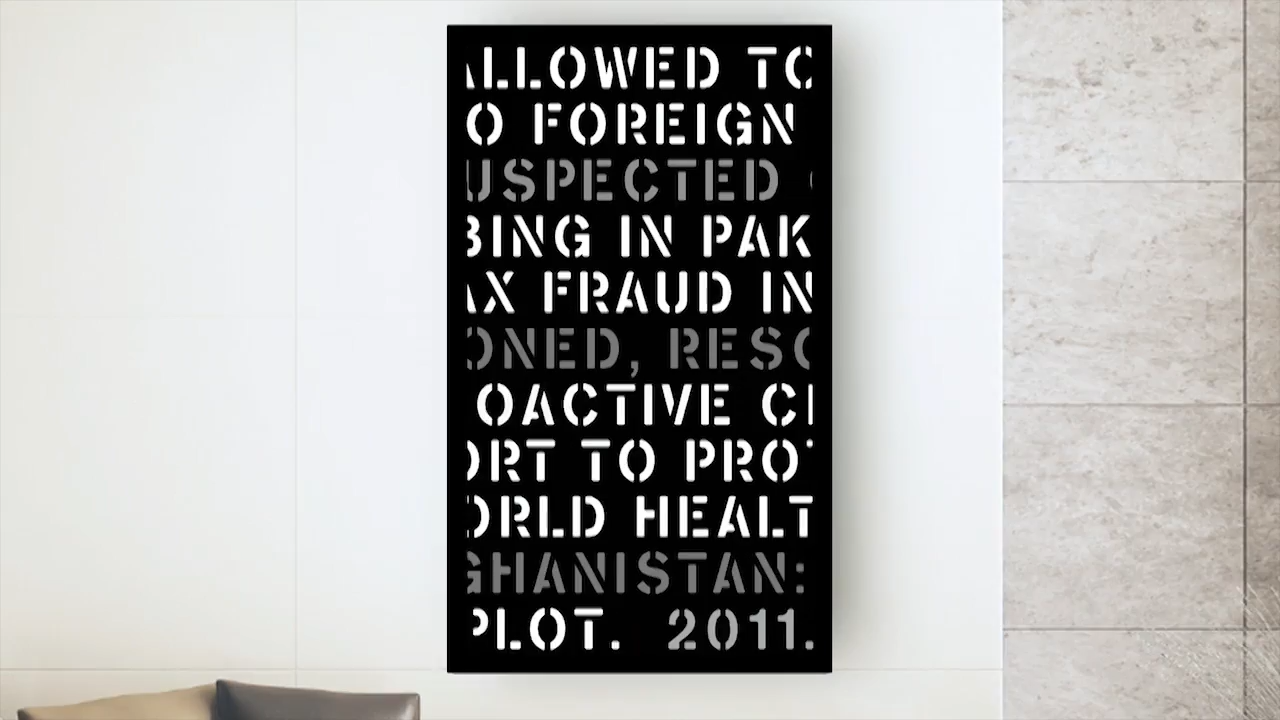 ALLOWED TO
O FOREIGN
USPECTED
BING IN PAK
AX FRAUD IN
ONED, RESO
OACTIVE CI
ORT TO PROT
ORLD HEALT
GHANISTAN:
PLOT. 2011.